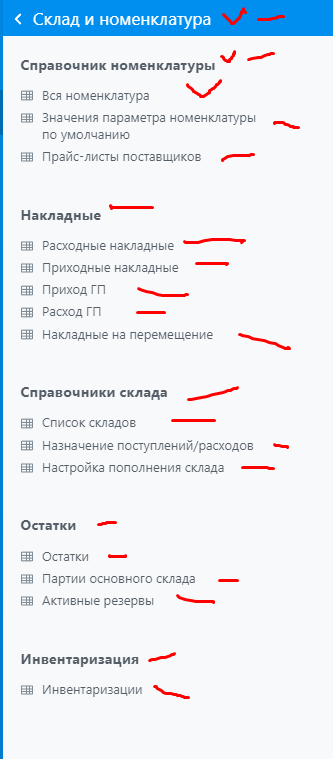 Склад и номенклатура
Справочник номенклатуры
Вся номенклатура
Значения параметра номенклатуры
по умолчанию
Прайс-листы поставщиков
Накладные
Расходные накладные
Приходные накладные
Приход ГП
Расход ГП
Накладные на перемещение
Справочники склада
Список складов
Назначение поступлений/расходов
Настройка пополнения склада
Остатки
Остатки
Партии основного склада
Активные резервы
Инвентаризация
Инвентаризации